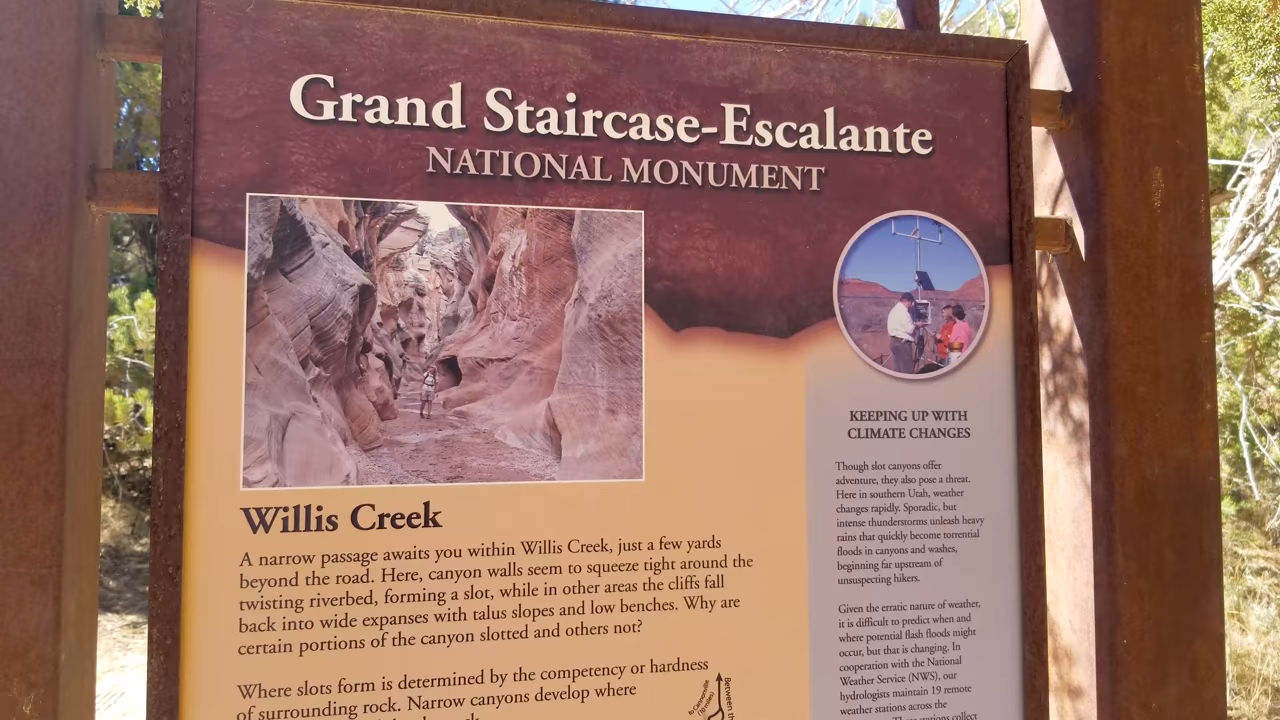 Grand Staircase-Escalante
NATIONAL MONUMENT
Willis Creek
A narrow passage awaits you within Willis Creek, just a few yards
beyond the road. Here, canyon walls seem to squeeze tight around the
twisting riverbed, forming a slot, while in other areas the cliffs fall
back into wide expanses with talus slopes and low benches. Why are
certain portions of the canyon slotted and others not?
Where slots form is determined by the competency or hardness
of surrounding rock. Narrow canyons develop where
to Cannonville
Between th
KEEPING UP WITH
CLIMATE CHANGES
Though slot canyons offer
adventure, they also pose a threat.
Here in southern Utah, weather
changes rapidly. Sporadic, but
intense thunderstorms unleash heavy
rains that quickly become torrential
floods in canyons and washes,
beginning far upstream of
unsuspecting hikers.
Given the erratic nature of weather,
it is difficult to predict when and
where potential flash floods might
occur, but that is changing. In
cooperation with the National
Weather Service (NWS), our
hydrologists maintain 19 remote
weather stations across the
stations collect